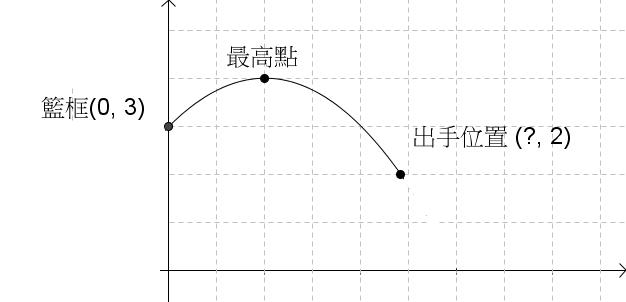 最高點
籃框(0, 3)
出手位置 (?, 2)